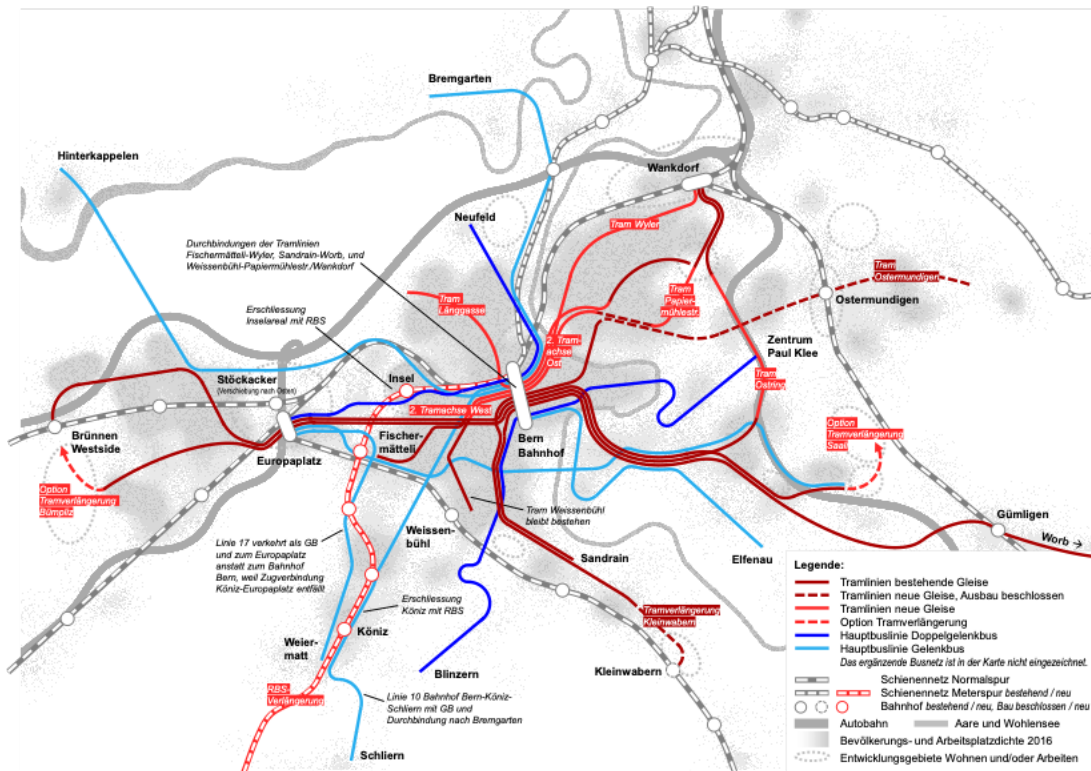 Bremgarten
Hinterkappelen
Wankdorf
Neufeld
Tram Wyler
Durchbindungen der Tramlinien
Fischermätteli-Wyler, Sandrain-Worb, und
Weissenbühl-Papiermühlestr./Wankdorf
Tram
Ostermundigen
Ostermundigen
Tram
Länggasse
Tram
Papier-
mühlestr.
Erschliessung
Inselareal mit RBS
2. Tram-
achse
Ost
Zentrum
Paul Klee
Stöckacker
(Verschiebung nach Osten)
Insel
Tram
Ostring
2. Tramachse West
Brünnen
Westside
Fischer-
mätteli
Bern
Bahnhof
Option
Tramverlängerung
Saali
Europaplatz
Option
Tramverlängerung
Bümpliz
Tram Weissenbühl
bleibt bestehen
Gümligen
Worb →
Linie 17 verkehrt als GB
und zum Europaplatz
anstatt zum Bahnhof
Bern, weil Zugverbindung
Köniz-Europaplatz entfällt
Weissen-
bühl
Sandrain
Elfenau
Erschliessung
Köniz mit RBS
Tramverlängerung
Kleinwabern
Köniz
Weier-
matt
Blinzern
Kleinwabern
RBS-
Verlängerung
Linie 10 Bahnhof Bern-Köniz-
Schliern mit GB und
Durchbindung nach Bremgarten
Schliern
Legende:
Tramlinien bestehende Gleise
Tramlinien neue Gleise, Ausbau beschlossen
Tramlinien neue Gleise
Option Tramverlängerung
Hauptbuslinie Doppelgelenkbus
Hauptbuslinie Gelenkbus
Das ergänzende Busnetz ist in der Karte nicht eingezeichnet.
Schienennetz Normalspur
Schienennetz Meterspur bestehend / neu
Bahnhof bestehend / neu, Bau beschlossen / neu
Autobahn Aare und Wohlensee
Bevölkerungs- und Arbeitsplatzdichte 2016
Entwicklungsgebiete Wohnen und/oder Arbeiten